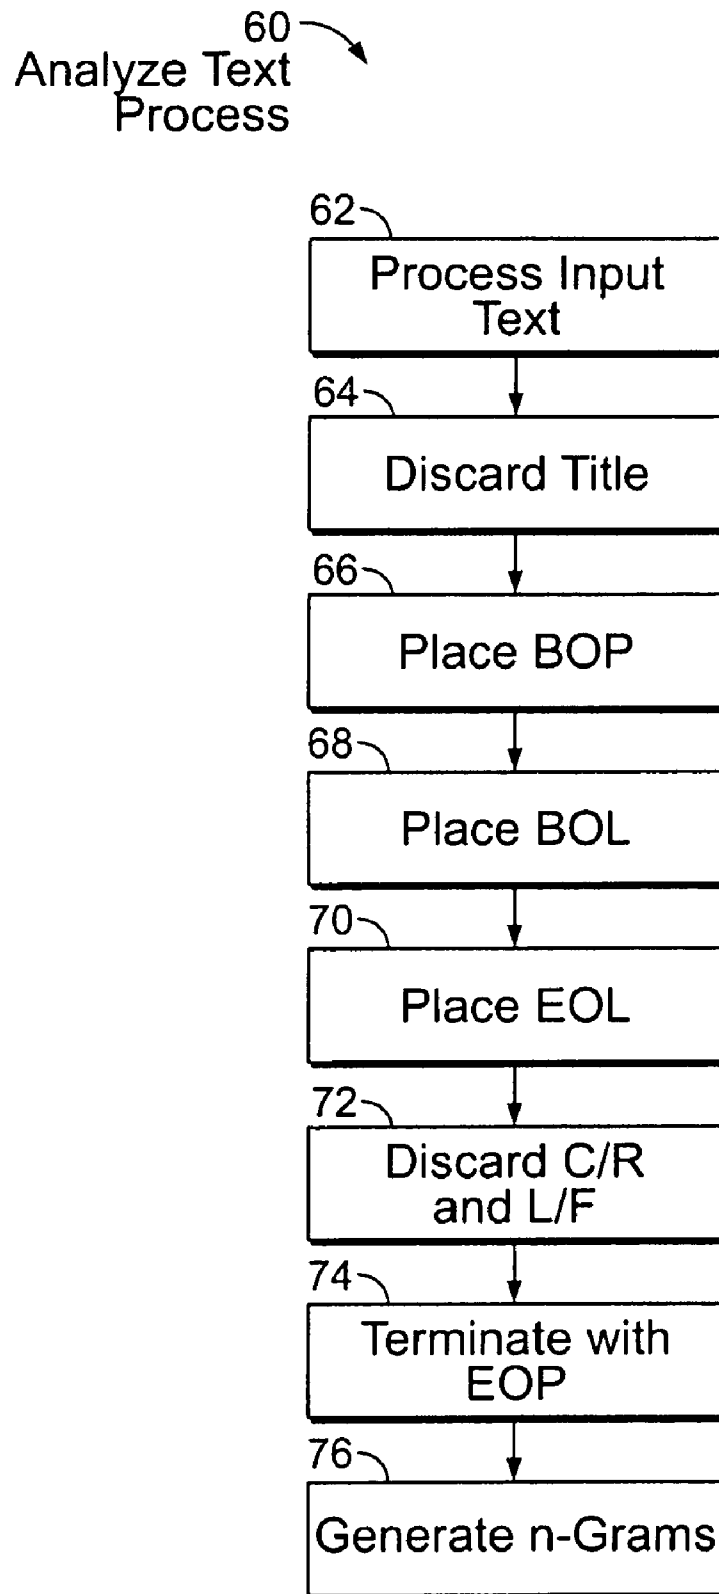 60
Analyze Text
Process
62
Process Input
Text
64
Discard Title
66
Place BOP
68
Place BOL
70
Place EOL
72
Discard C/R
and L/F
74
Terminate with
EOP
76
Generate n-Grams